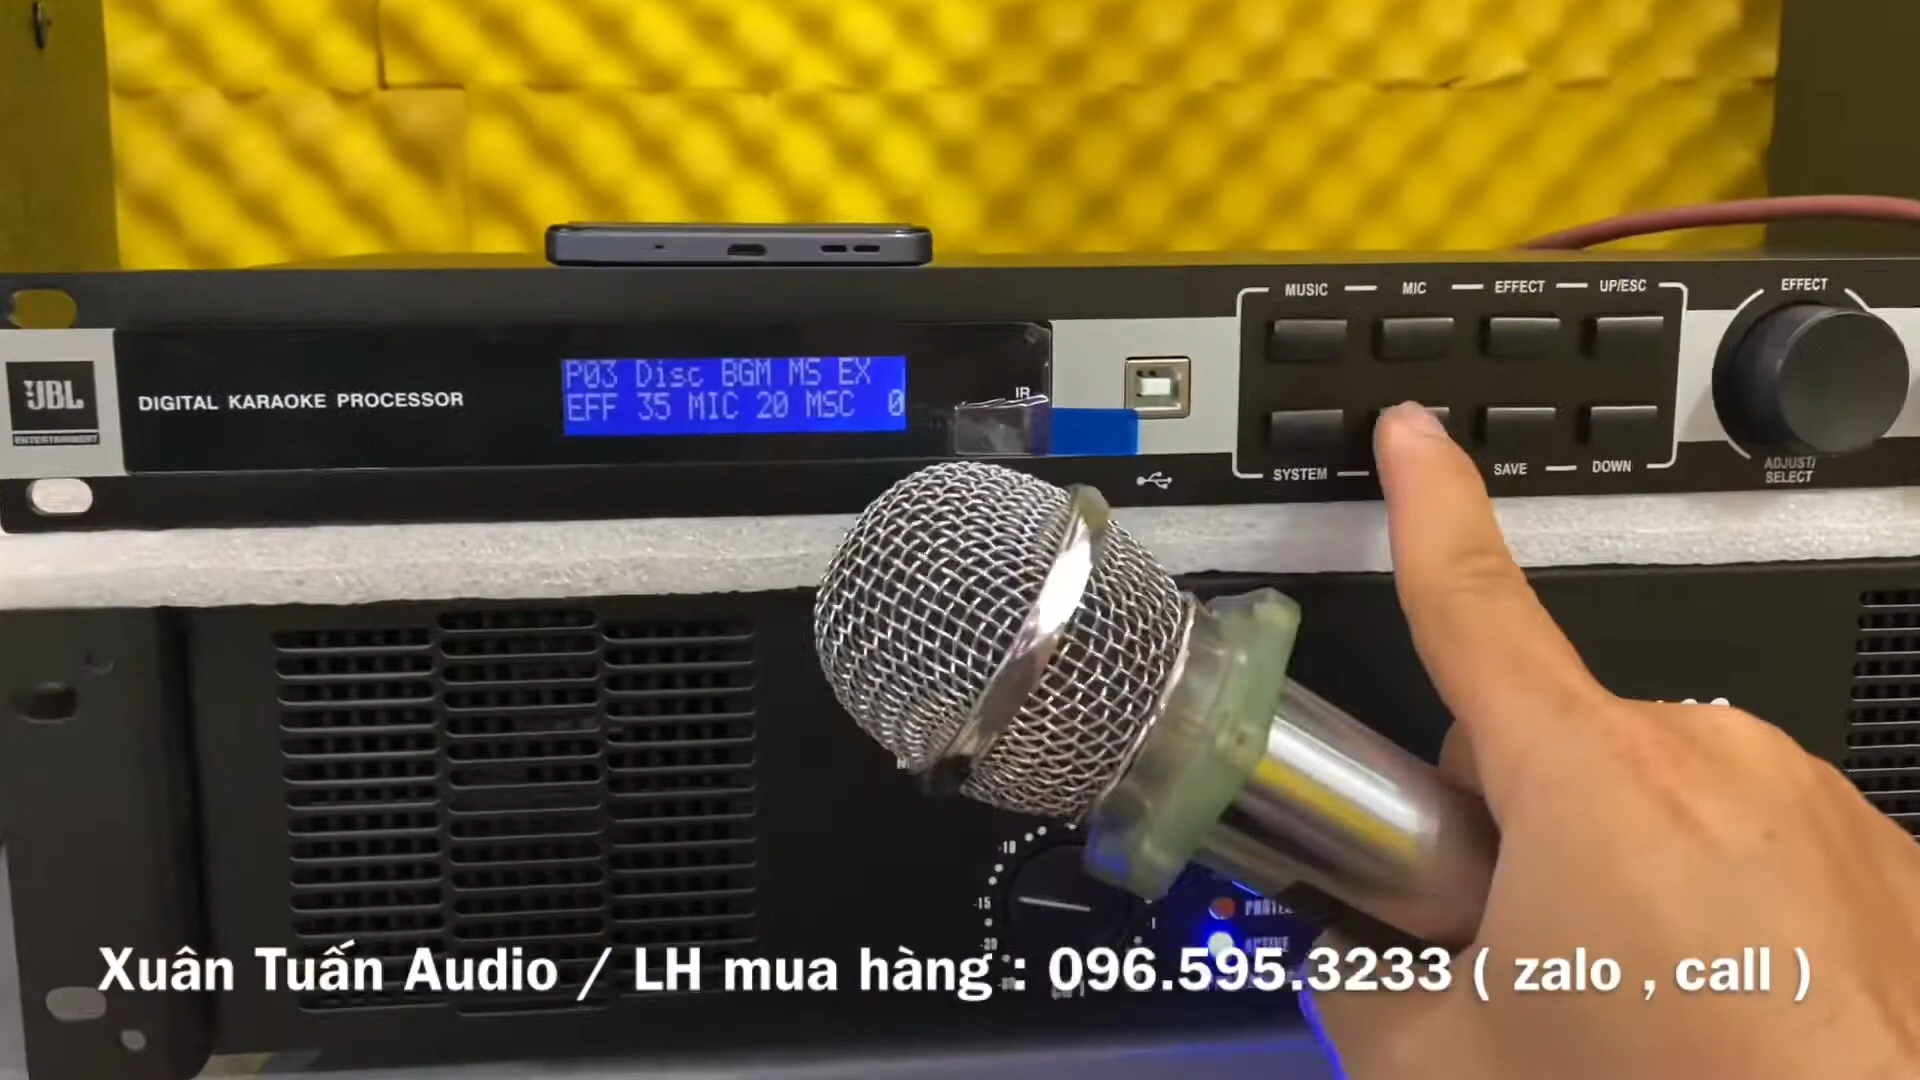 MUSIC
MIC
EFFECT
UP/ESC
EFFECT
JBL
ENTERTAINMENT
DIGITAL KARAOKE PROCESSOR
P03 Disc BGM MS EX
EFF 35 MIC 20 MSC 0
IR
SYSTEM
SAVE
DOWN
ADJUST/
SELECT
-10
-15
-20
-1
ACTIVE
Xuân Tuấn Audio / LH mua hàng : 096.595.3233 ( zalo , call )